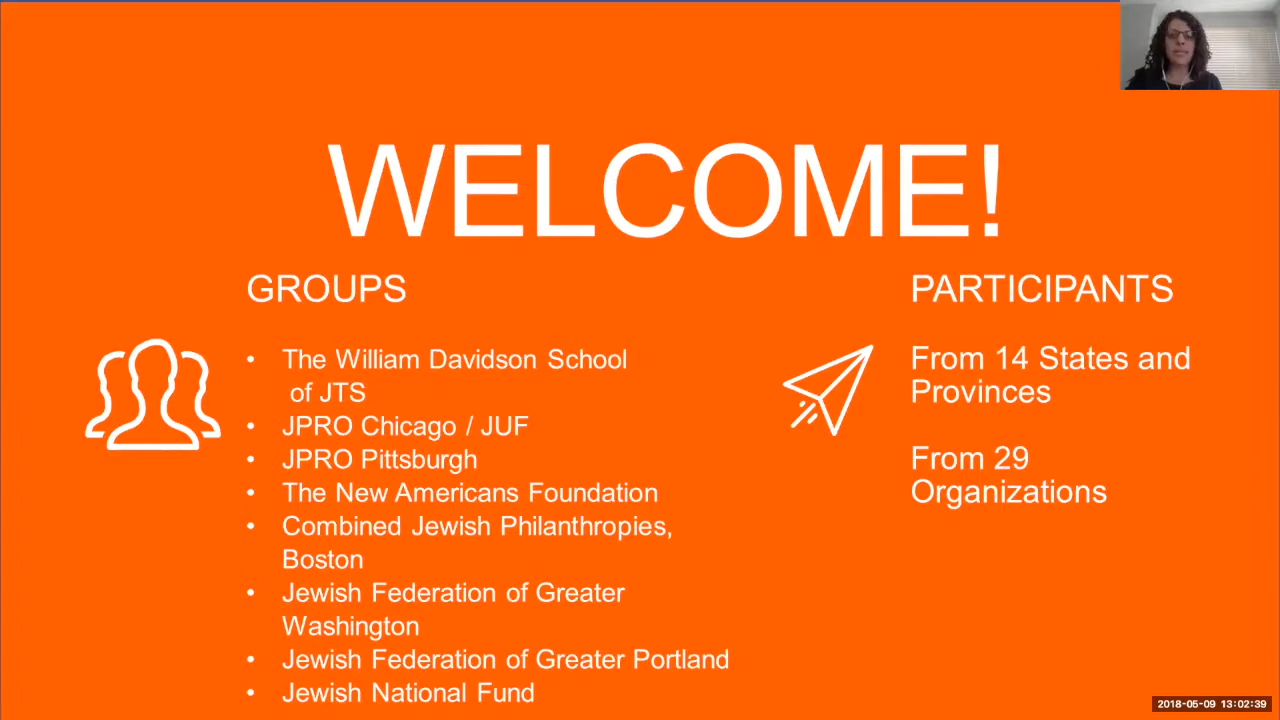 WELCOME!
GROUPS
• The William Davidson School
of JTS
• JPRO Chicago / JUF
• JPRO Pittsburgh
• The New Americans Foundation
• Combined Jewish Philanthropies,
Boston
• Jewish Federation of Greater
Washington
• Jewish Federation of Greater Portland
• Jewish National Fund
PARTICIPANTS
From 14 States and
Provinces
From 29
Organizations
2018-05-09 13:02:39